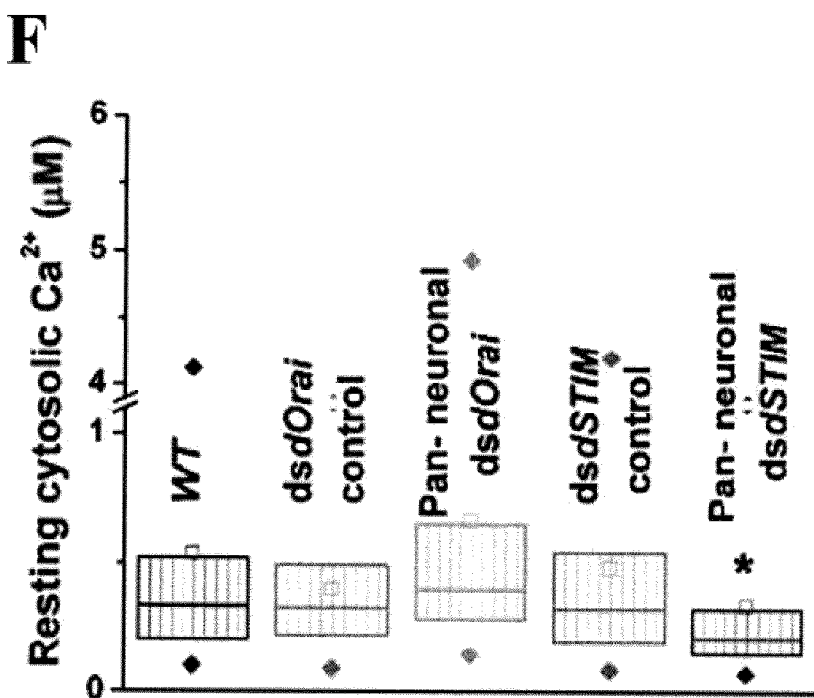 F
Resting cytosolic Ca²⁺ (μM)
6
5
4
1
0
WT
dsdOrai
control
Pan- neuronal
dsdOrai
dsdSTIM
control
Pan- neuronal
dsdSTIM
*